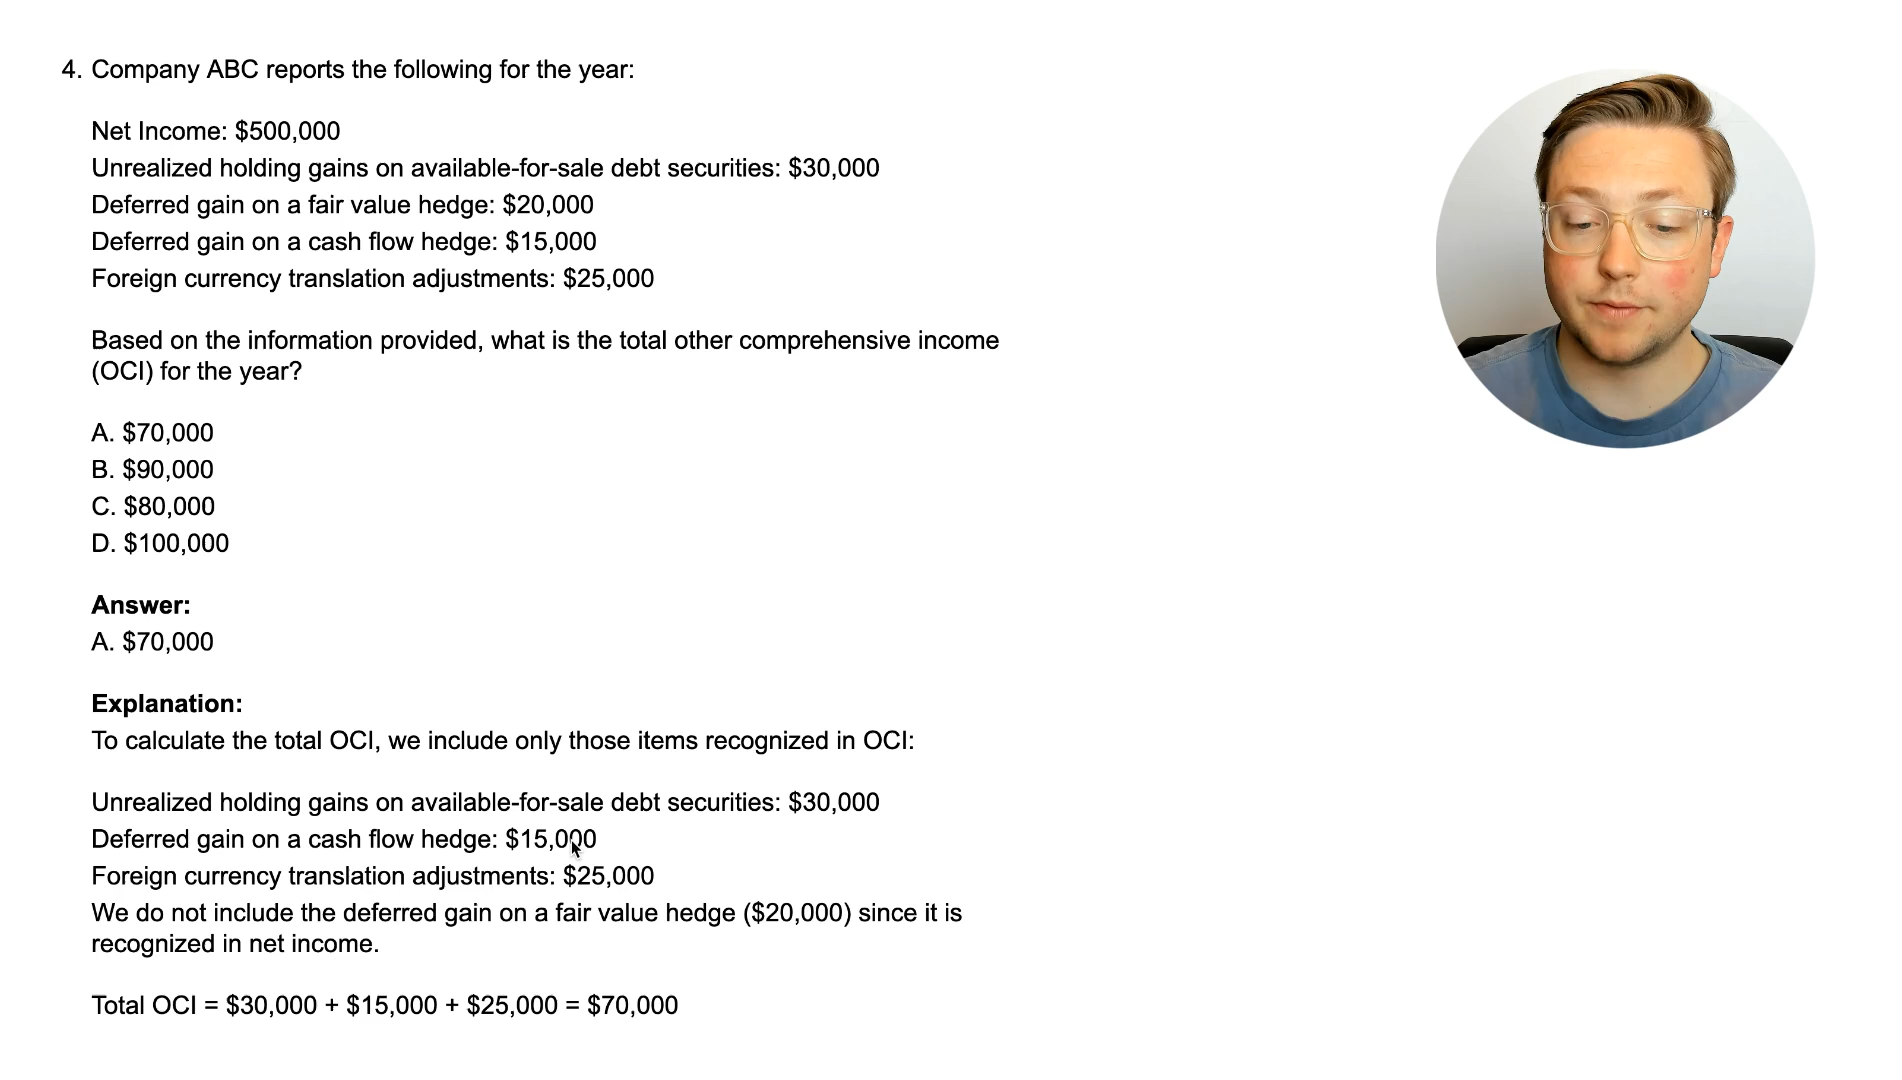 4. Company ABC reports the following for the year:
Net Income: $500,000
Unrealized holding gains on available-for-sale debt securities: $30,000
Deferred gain on a fair value hedge: $20,000
Deferred gain on a cash flow hedge: $15,000
Foreign currency translation adjustments: $25,000
Based on the information provided, what is the total other comprehensive income
(OCI) for the year?
A. $70,000
B. $90,000
C. $80,000
D. $100,000
Answer:
A. $70,000
Explanation:
To calculate the total OCI, we include only those items recognized in OCI:
Unrealized holding gains on available-for-sale debt securities: $30,000
Deferred gain on a cash flow hedge: $15,000
Foreign currency translation adjustments: $25,000
We do not include the deferred gain on a fair value hedge ($20,000) since it is
recognized in net income.
Total OCI = $30,000 + $15,000 + $25,000 = $70,000